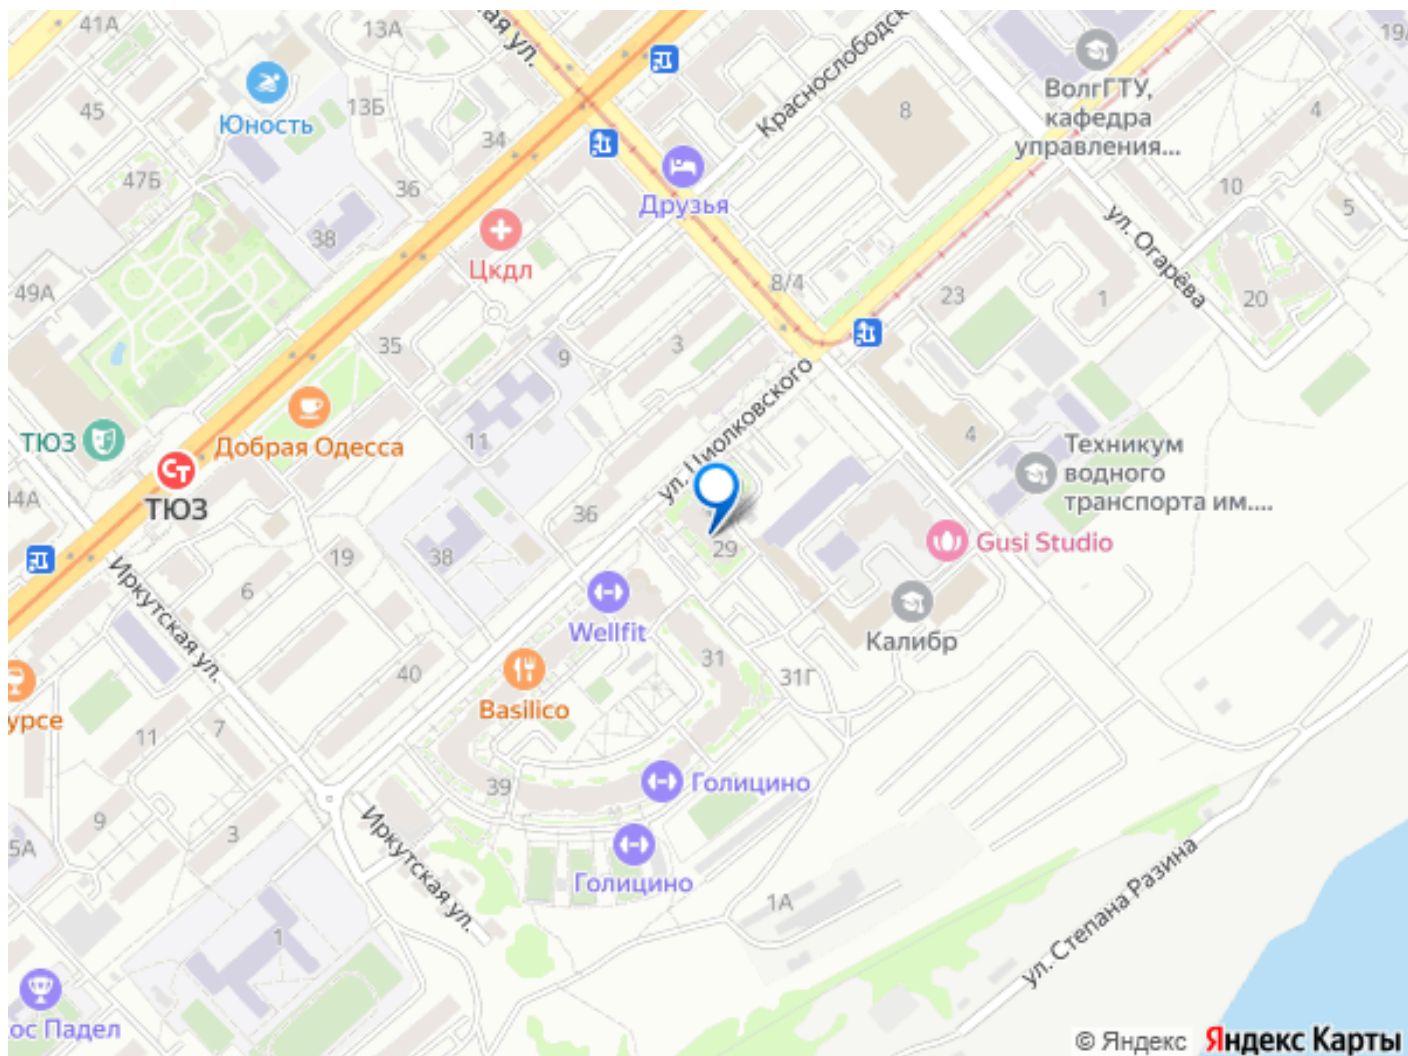 41А
13А
ная ул.
Краснослободск
19
45
Юность
13Б
34
8
ВолгГТУ,
кафедра
управления...
4
47Б
36
Друзья
10
5
ул. Огарёва
38
Цкдл
49А
8/4
23
1
20
35
9
3
ТЮЗ
Добрая Одесса
11
ул. Циолковского
4
Техникум
водного
транспорта им....
44А
СТ
ТЮЗ
36
29
Gusi Studio
Иркутская ул.
19
38
6
Wellfit
Калибр
31
31Г
40
Basilico
урсе
11
7
39
Голицино
9
3
5А
Иркутская ул.
Голицино
1А
ул. Степана Разина
1
ос Падел
© Яндекс
Яндекс Карты